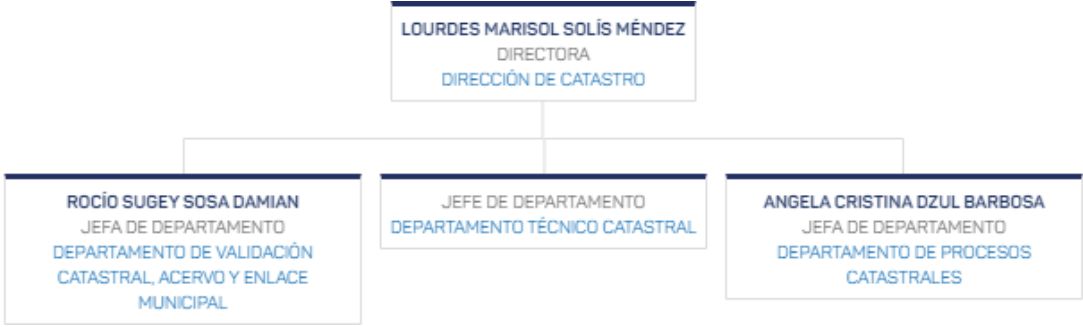 LOURDES MARISOL SOLÍS MÉNDEZ
DIRECTORA
DIRECCIÓN DE CATASTRO
ROCÍO SUGEY SOSA DAMIAN
JEFA DE DEPARTAMENTO
DEPARTAMENTO DE VALIDACIÓN
CATASTRAL, ACERVO Y ENLACE
MUNICIPAL
JEFE DE DEPARTAMENTO
DEPARTAMENTO TÉCNICO CATASTRAL
ANGELA CRISTINA DZUL BARBOSA
JEFA DE DEPARTAMENTO
DEPARTAMENTO DE PROCESOS
CATASTRALES